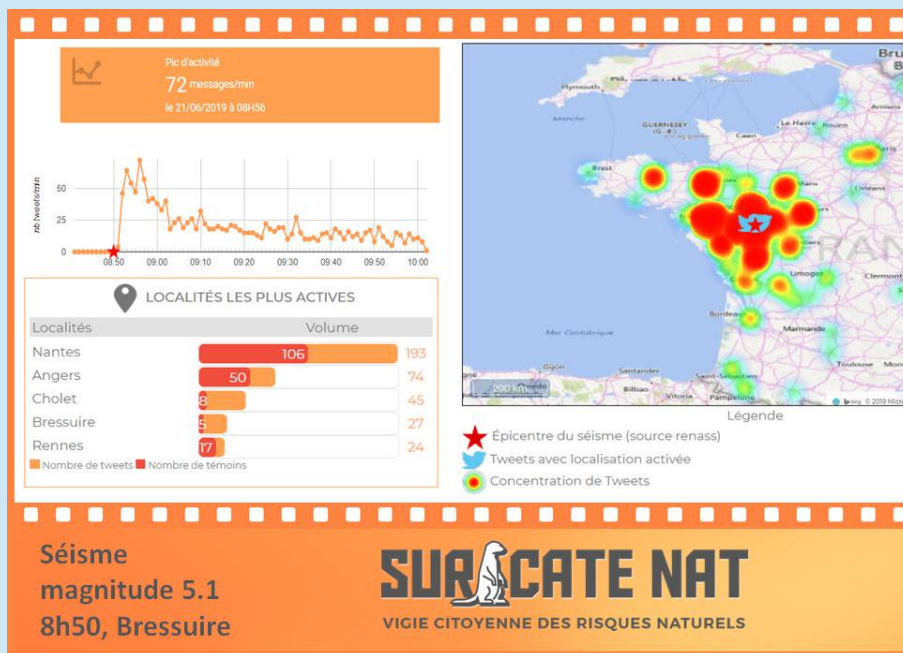 Pic d'activité
72 messages/min
le 21/06/2019 à 08H56
nb tweets/min
50
25
0
08:50 09:00 09:10 09:20 09:30 09:40 09:50 10:00
LOCALITÉS LES PLUS ACTIVES
Localités Volume
Nantes 106 193
Angers 50 74
Cholet 8 45
Bressuire 5 27
Rennes 17 24
Nombre de tweets Nombre de témoins
Plymouth
Manche
GUERNESEY
(G.-B.)
Le Havre
Rouen
Amiens
Caen
Paris
Brest
Orléans
Limoges
Clermont
Bordeaux
Marmande
Mer Cantabrique
Toulouse
Gijón
Santander
Saint-Sébastien
Bilbao
Vitoria
Pampelune
200 km
bing © 2019 Micr
Légende
Épicentre du séisme (source renass)
Tweets avec localisation activée
Concentration de Tweets
Séisme
magnitude 5.1
8h50, Bressuire
SURICATE NAT
VIGIE CITOYENNE DES RISQUES NATURELS